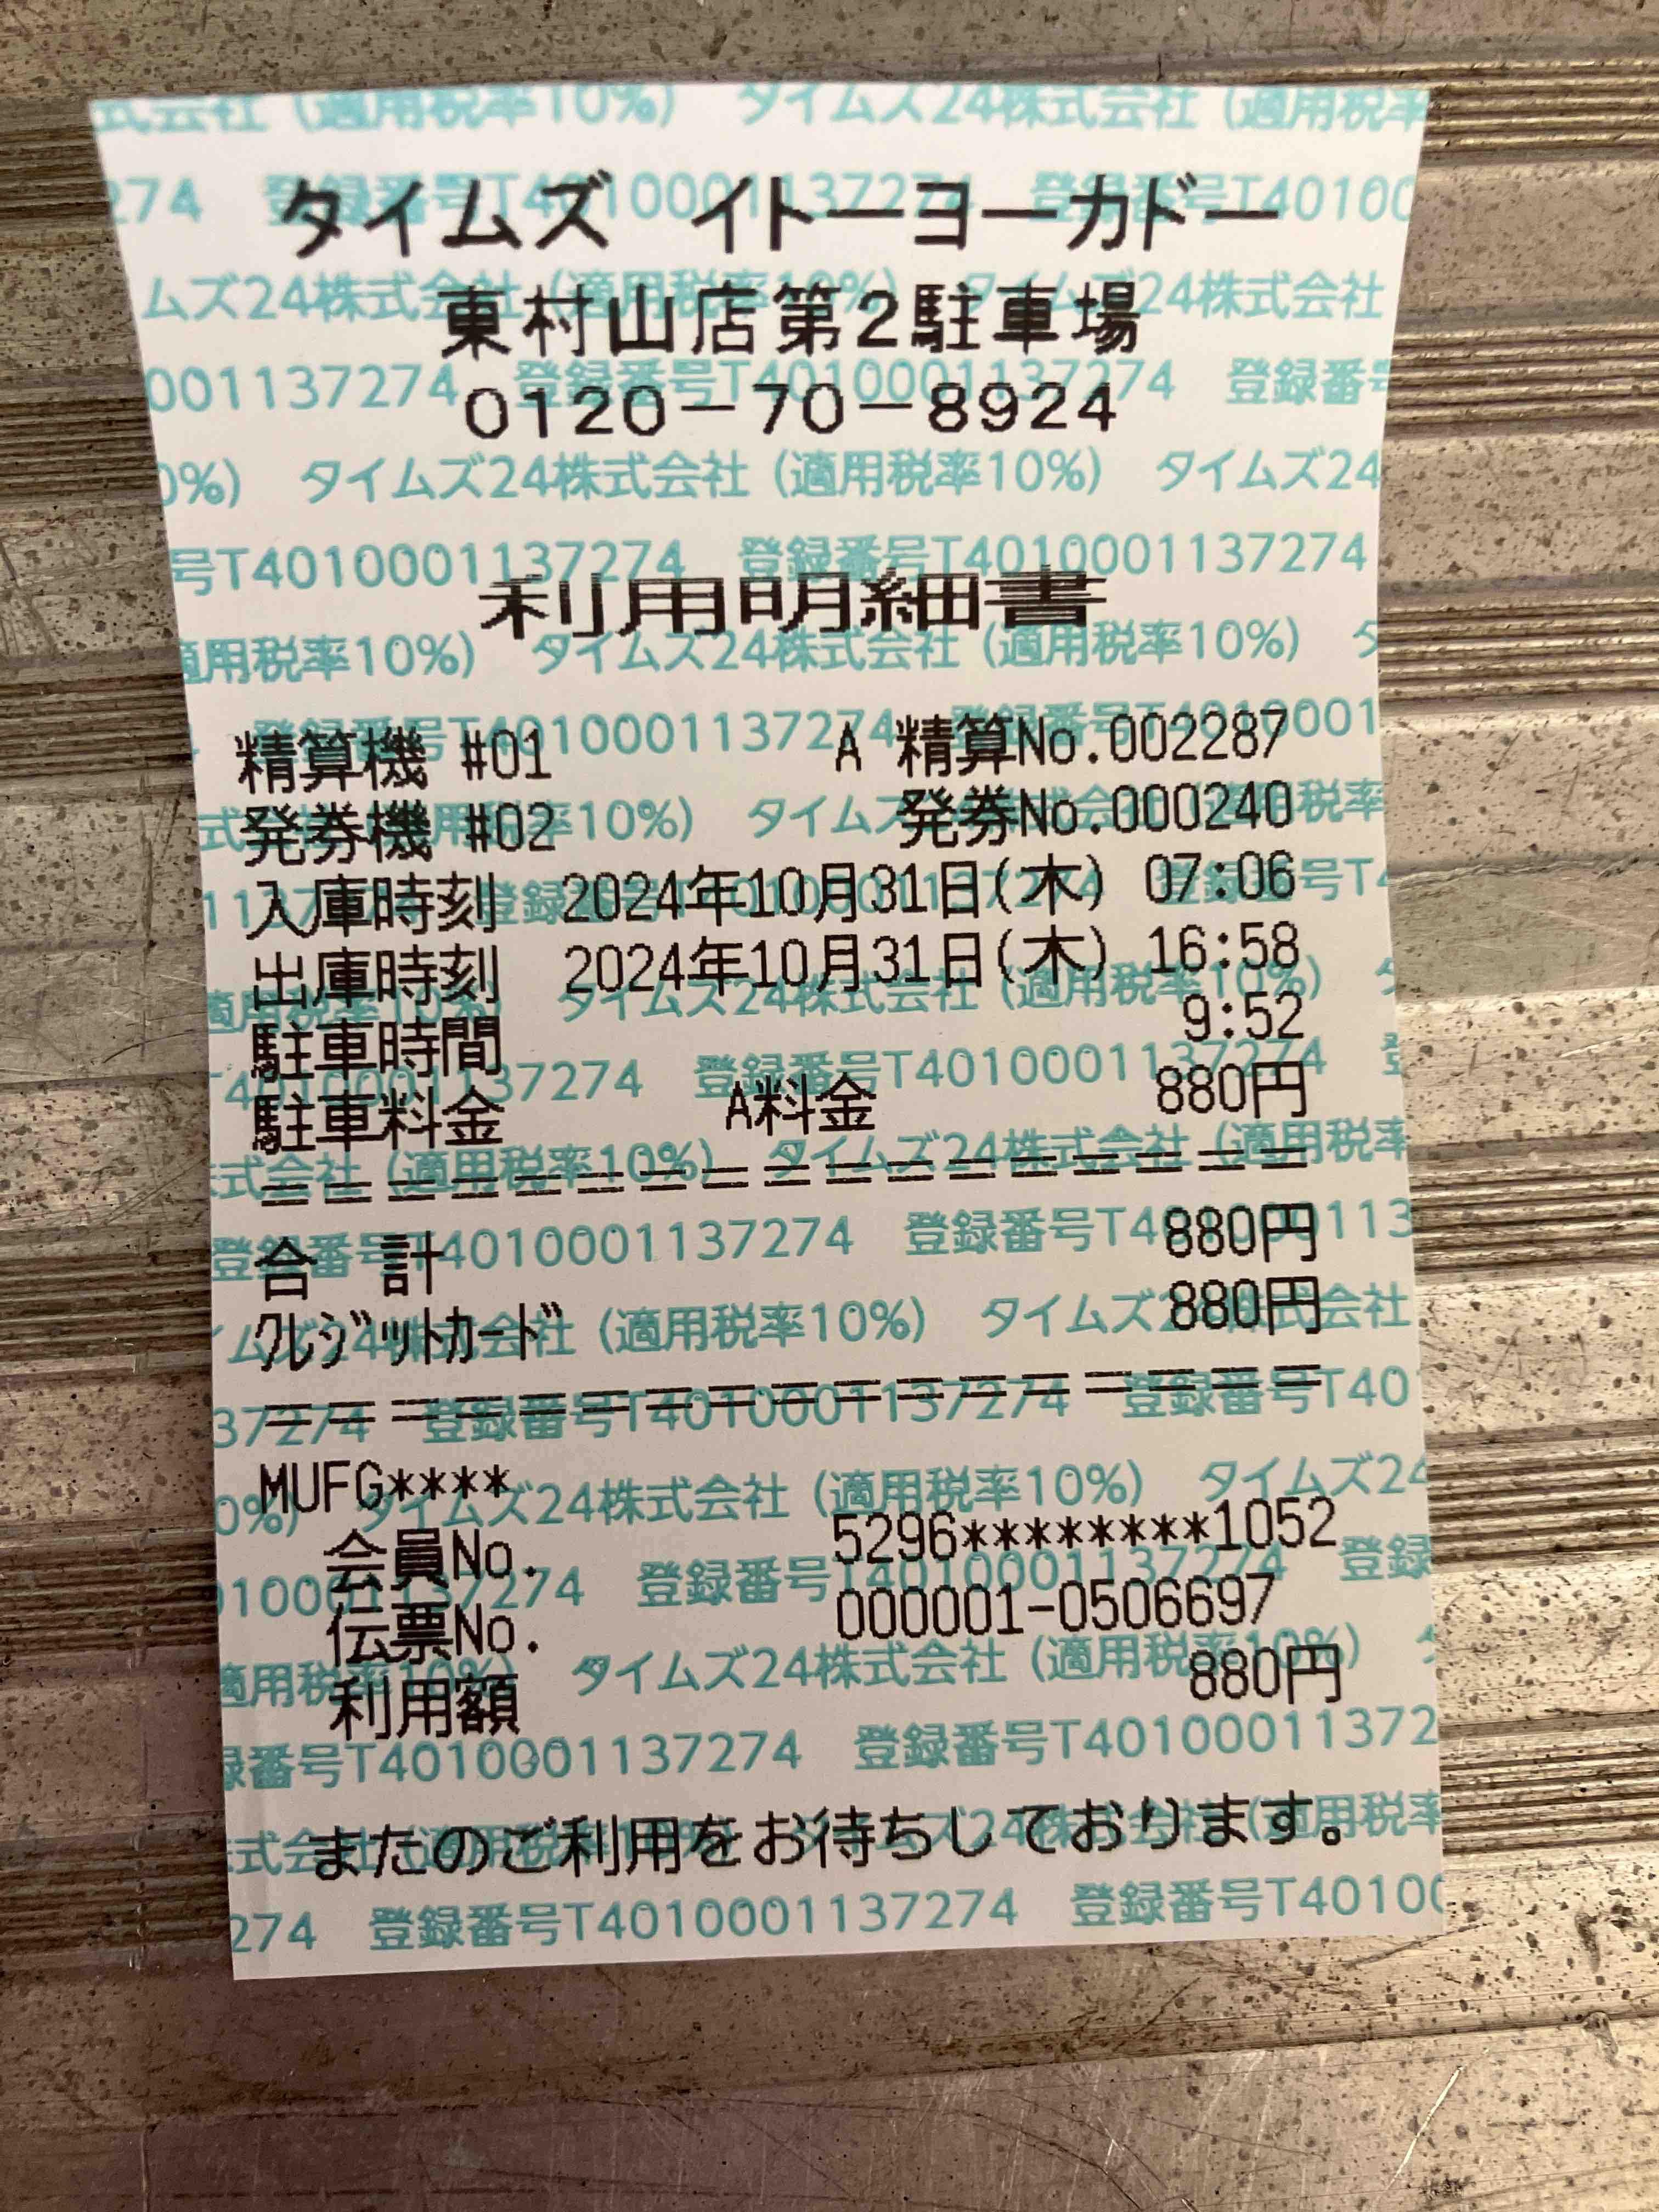 タイムズ イトーヨーカドー
東村山店第2駐車場
0120-70-8924
利用明細書
精算機 #01 A 精算No.002287
発券機 #02 発券No.000240
入庫時刻 2024年10月31日(木) 07:06
出庫時刻 2024年10月31日(木) 16:58
駐車時間 9:52
駐車料金 A料金 880円
==================
合 計 880円
クレジットカード 880円
==================
MUFG****
会員No. 5296********1052
伝票No. 000001-0506697
利用額 880円
またのご利用をお待ちしております。
タイムズ24株式会社 (適用税率10%)
登録番号T4010001137274